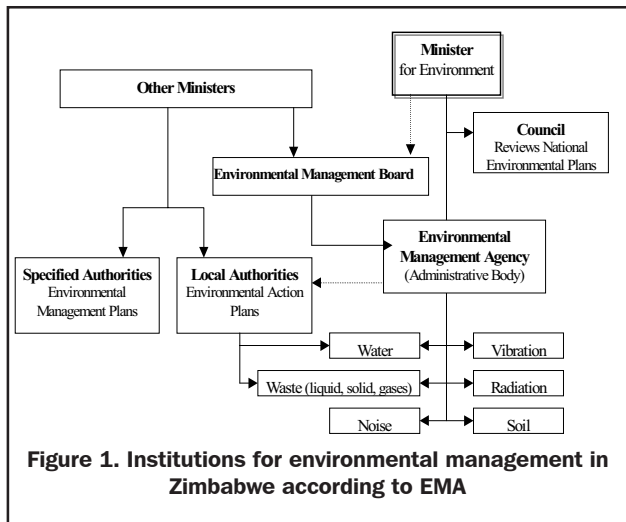 Minister
for Environment
Other Ministers
Council
Reviews National
Environmental Plans
Environmental Management Board
Specified Authorities
Environmental
Management Plans
Local Authorities
Environmental Action
Plans
Environmental
Management Agency
(Administrative Body)
Water
Vibration
Waste (liquid, solid, gases)
Radiation
Noise
Soil
Figure 1. Institutions for environmental management in
Zimbabwe according to EMA